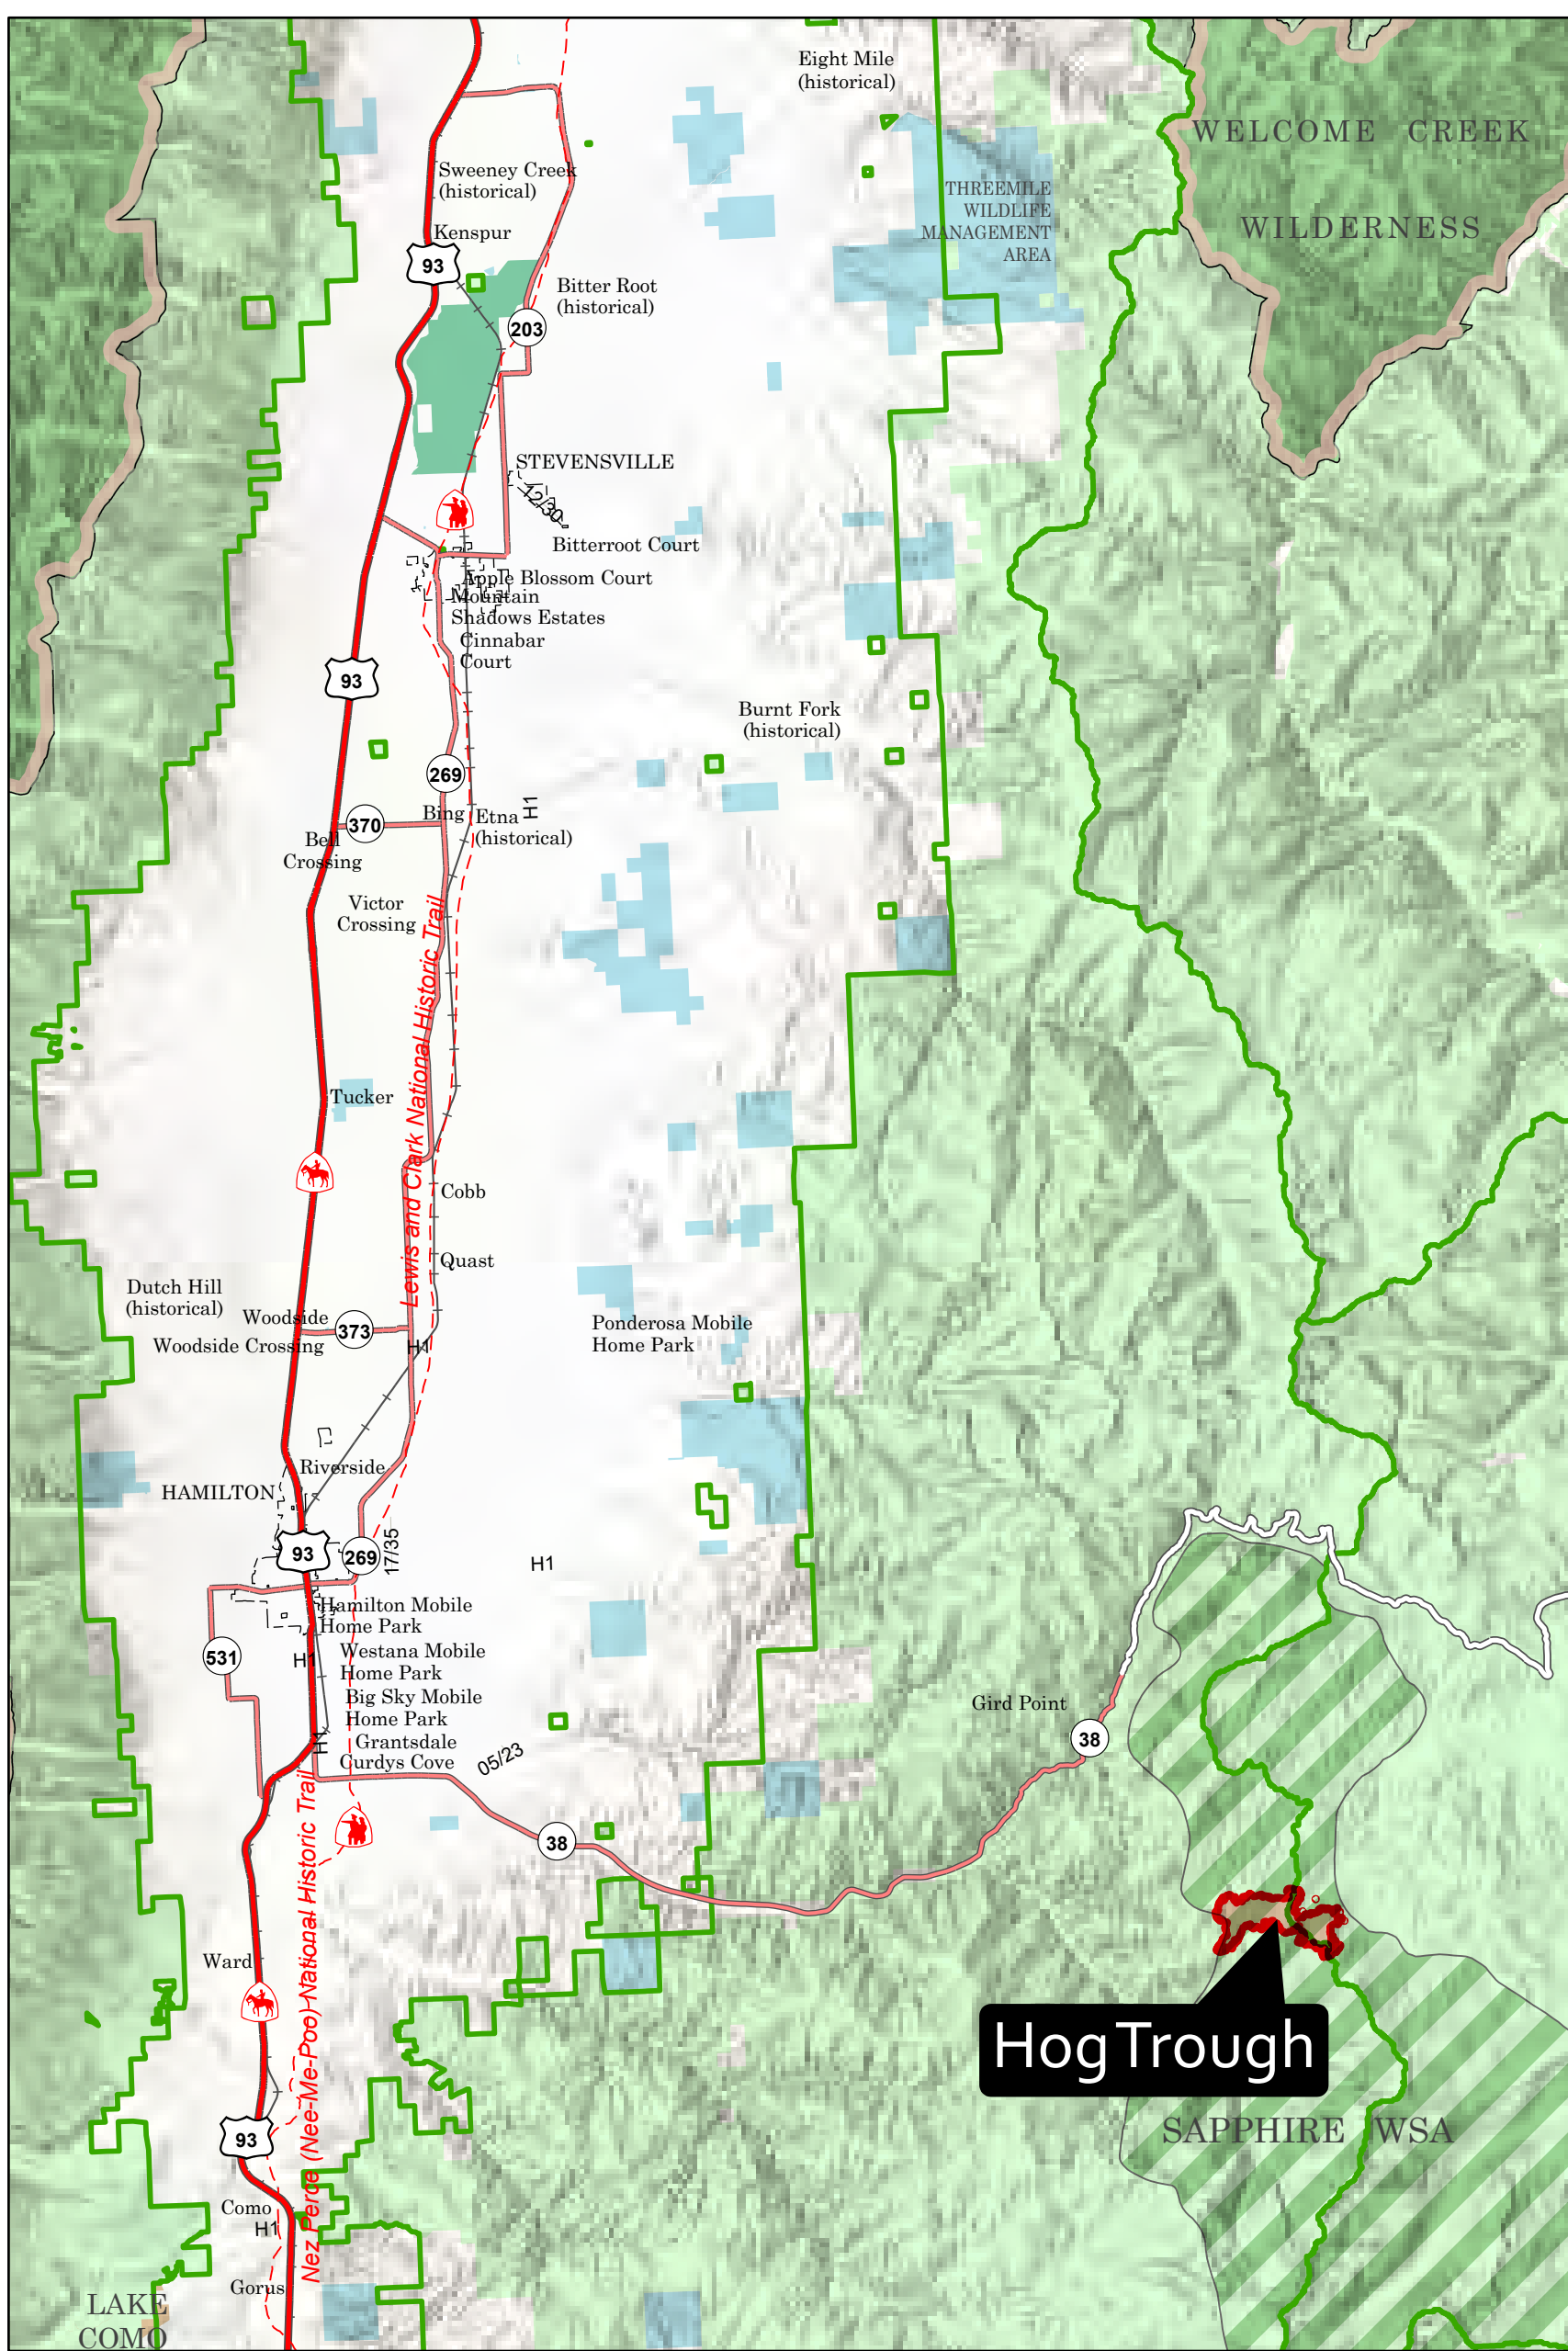 Eight Mile
(historical)
WELCOME CREEK
WILDERNESS
Sweeney Creek
(historical)
THREEMILE
WILDLIFE
MANAGEMENT
AREA
Kenspur
93
Bitter Root
(historical)
203
STEVENSVILLE
12/30
Bitterroot Court
Apple Blossom Court
Mountain
Shadows Estates
Cinnabar
Court
93
Burnt Fork
(historical)
269
Bing
Etna
(historical)
H1
370
Bell
Crossing
Victor
Crossing
Lewis and Clark National Historic Trail
Tucker
Cobb
Quast
Dutch Hill
(historical)
Woodside
373
Woodside Crossing
H1
Ponderosa Mobile
Home Park
Riverside
HAMILTON
93
269
17/35
H1
Hamilton Mobile
Home Park
531
H1
Westana Mobile
Home Park
Big Sky Mobile
Home Park
H1
Grantsdale
Curdys Cove
05/23
Gird Point
38
38
Nez Perce (Nee-Me-Poo) National Historic Trail
Ward
HogTrough
93
SAPPHIRE WSA
Como
H1
Gorus
LAKE
COMO